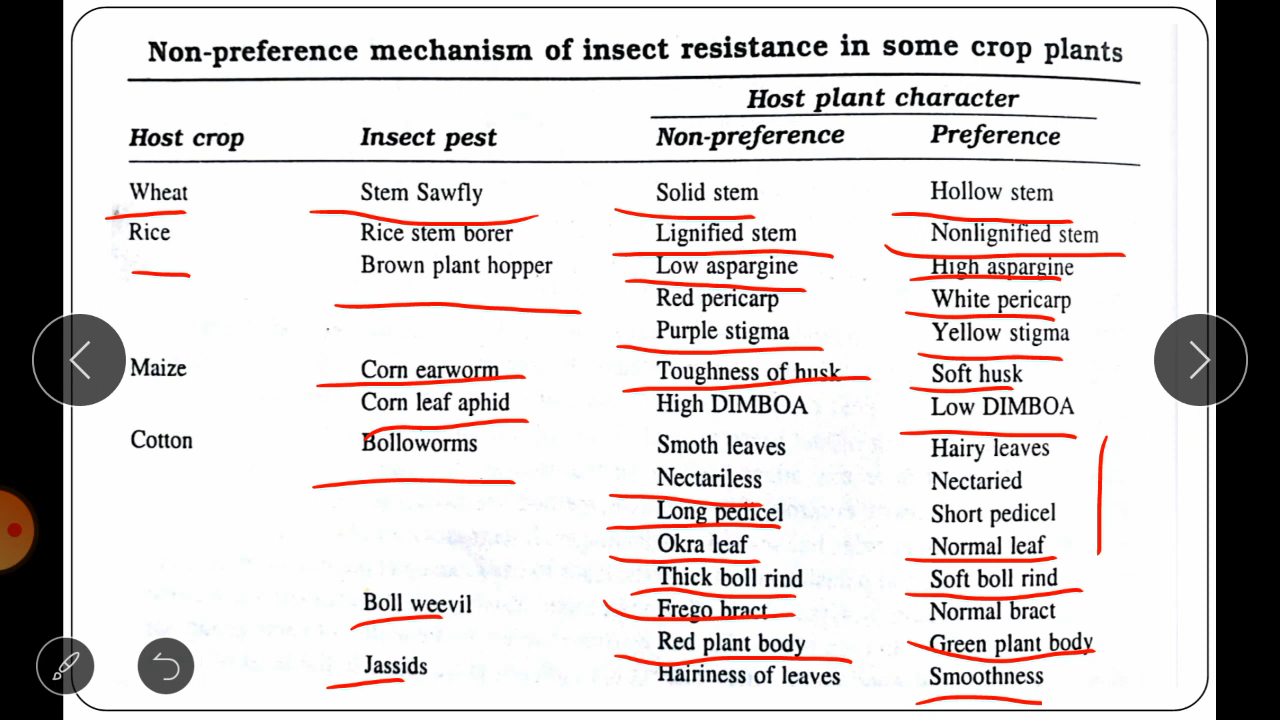 Non-preference mechanism of insect resistance in some crop plants
Host plant character
Host crop Insect pest Non-preference Preference
Wheat Stem Sawfly Solid stem Hollow stem
Rice Rice stem borer Lignified stem Nonlignified stem
Brown plant hopper Low aspargine High aspargine
Red pericarp White pericarp
Purple stigma Yellow stigma
Maize Corn earworm Toughness of husk Soft husk
Corn leaf aphid High DIMBOA Low DIMBOA
Cotton Bolloworms Smoth leaves Hairy leaves
Nectariless Nectaried
Long pedicel Short pedicel
Okra leaf Normal leaf
Thick boll rind Soft boll rind
Boll weevil Frego bract Normal bract
Red plant body Green plant body
Jassids Hairiness of leaves Smoothness